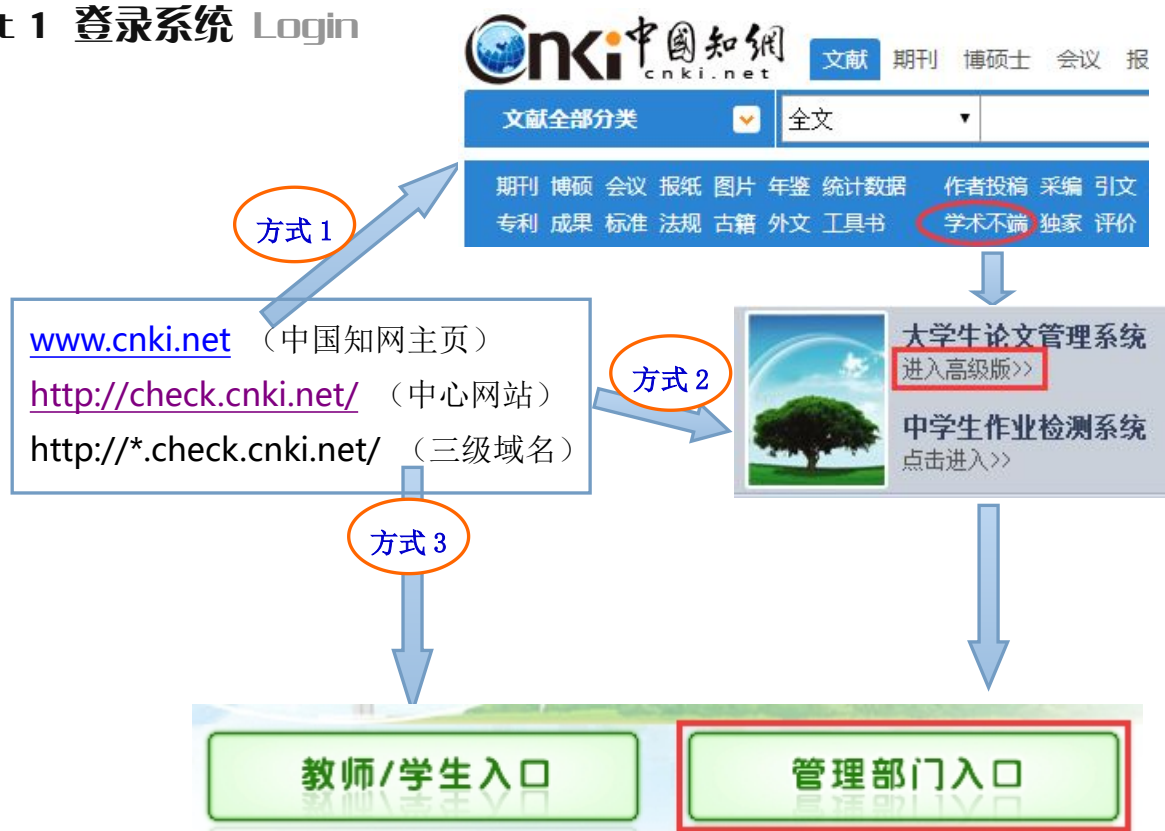 t 1 登录系统 Login
cnki中國知網
cnki.net
文献 期刊 博硕士 会议 报
文献全部分类 全文
期刊 博硕 会议 报纸 图片 年鉴 统计数据 作者投稿 采编 引文
专利 成果 标准 法规 古籍 外文 工具书 学术不端 独家 评价
方式 1
www.cnki.net （中国知网主页）
http://check.cnki.net/ （中心网站）
http://*.check.cnki.net/ （三级域名）
方式 2
大学生论文管理系统
进入高级版>>
中学生作业检测系统
点击进入>>
方式 3
教师/学生入口 管理部门入口